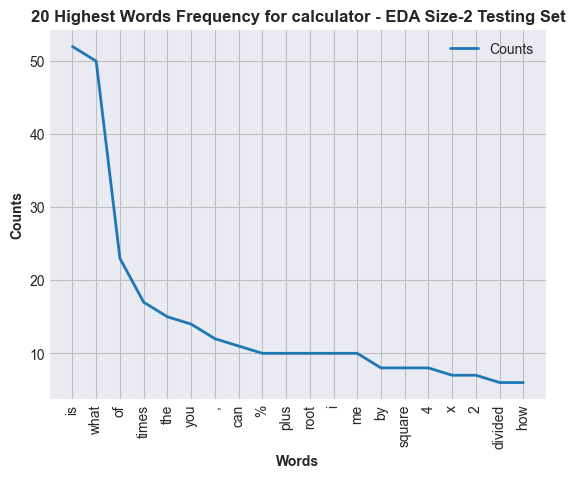 20 Highest Words Frequency for calculator - EDA Size-2 Testing Set
Counts
50
40
30
20
10
Counts
is
what
of
times
the
you
,
can
%
plus
root
i
me
by
square
4
x
2
divided
how
Words